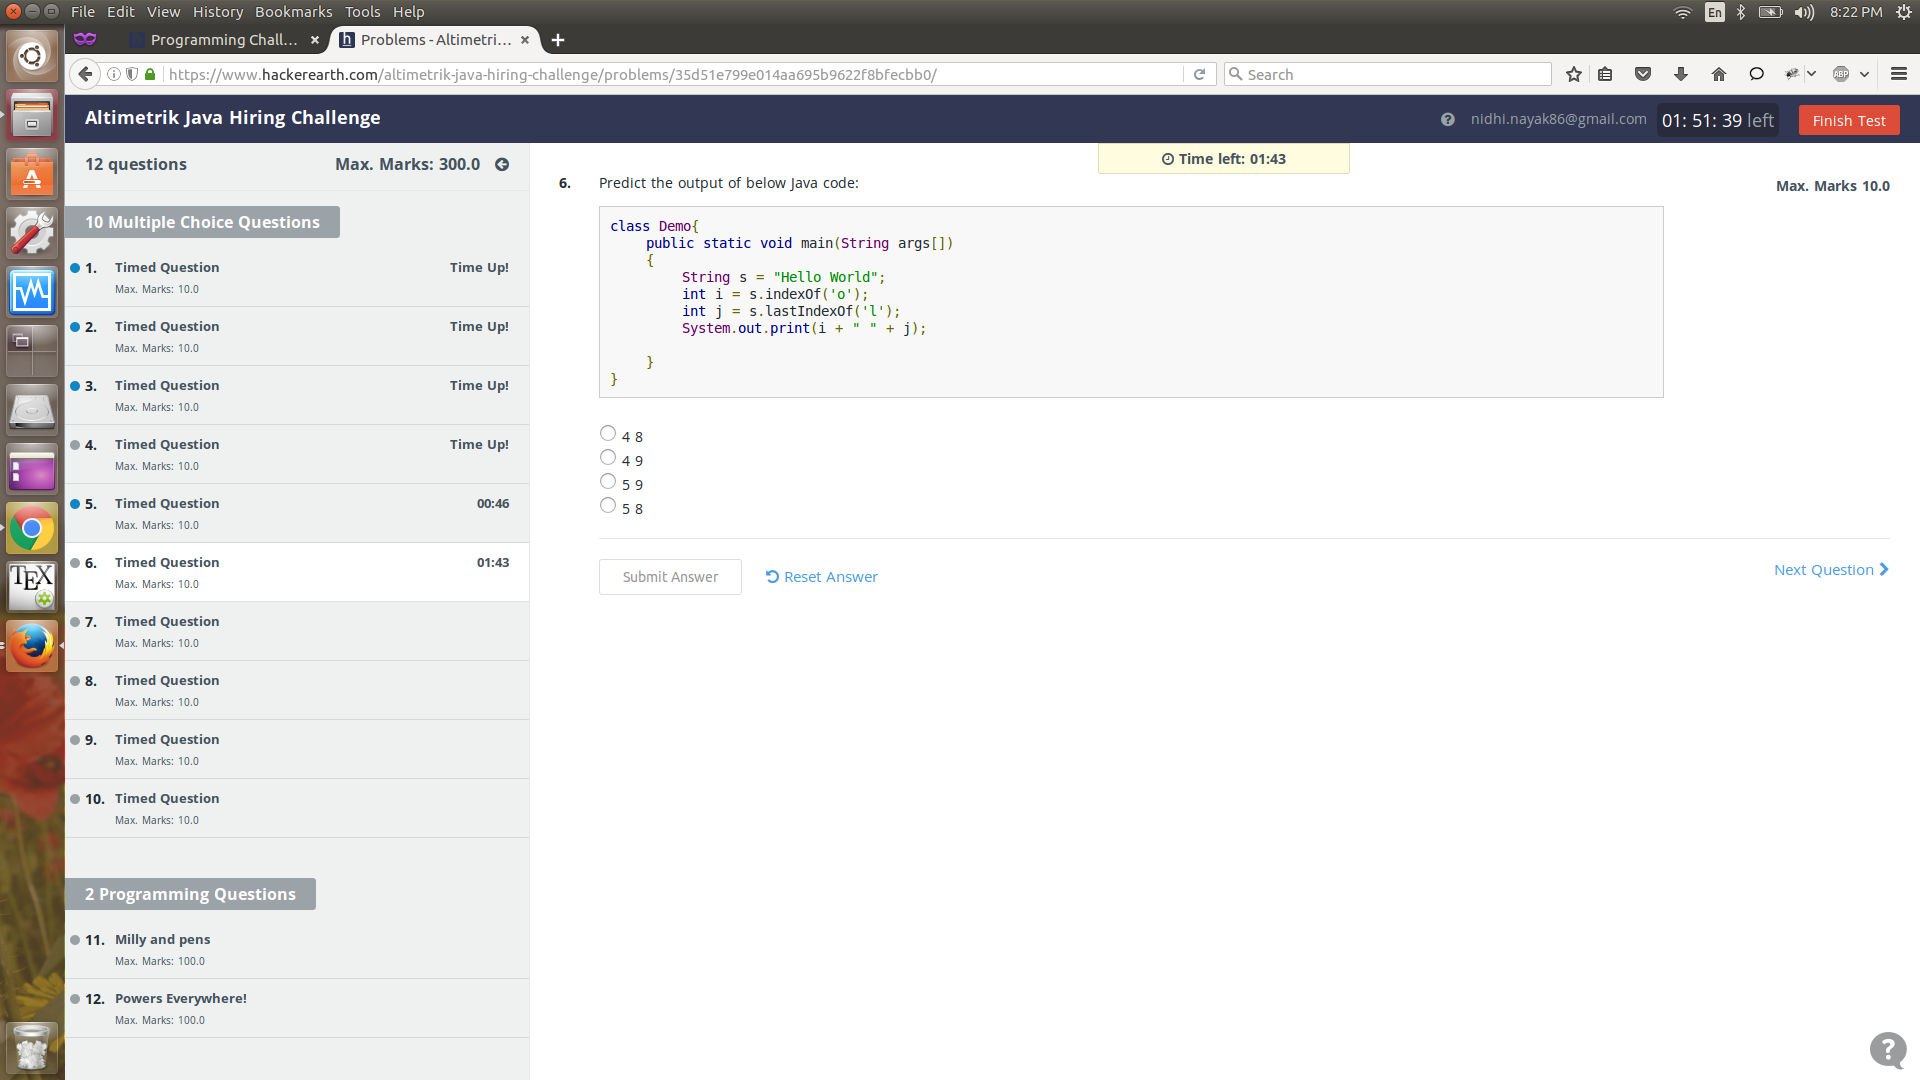 File Edit View History Bookmarks Tools Help
En
8:22 PM
Programming Chall...
Problems - Altimetri...
https://www.hackerearth.com/altimetrik-java-hiring-challenge/problems/35d51e799e014aa695b9622f8bfecbb0/
Search
ABP
Altimetrik Java Hiring Challenge
nidhi.nayak86@gmail.com
01: 51: 39 left
Finish Test
12 questions
Max. Marks: 300.0
10 Multiple Choice Questions
1. Timed Question Time Up!
Max. Marks: 10.0
2. Timed Question Time Up!
Max. Marks: 10.0
3. Timed Question Time Up!
Max. Marks: 10.0
4. Timed Question Time Up!
Max. Marks: 10.0
5. Timed Question 00:46
Max. Marks: 10.0
6. Timed Question 01:43
Max. Marks: 10.0
7. Timed Question
Max. Marks: 10.0
8. Timed Question
Max. Marks: 10.0
9. Timed Question
Max. Marks: 10.0
10. Timed Question
Max. Marks: 10.0
2 Programming Questions
11. Milly and pens
Max. Marks: 100.0
12. Powers Everywhere!
Max. Marks: 100.0
Time left: 01:43
6. Predict the output of below Java code:
Max. Marks 10.0
class Demo{
public static void main(String args[])
{
String s = "Hello World";
int i = s.indexOf('o');
int j = s.lastIndexOf('l');
System.out.print(i + " " + j);
}
}
4 8
4 9
5 9
5 8
Submit Answer
Reset Answer
Next Question
TEX
?